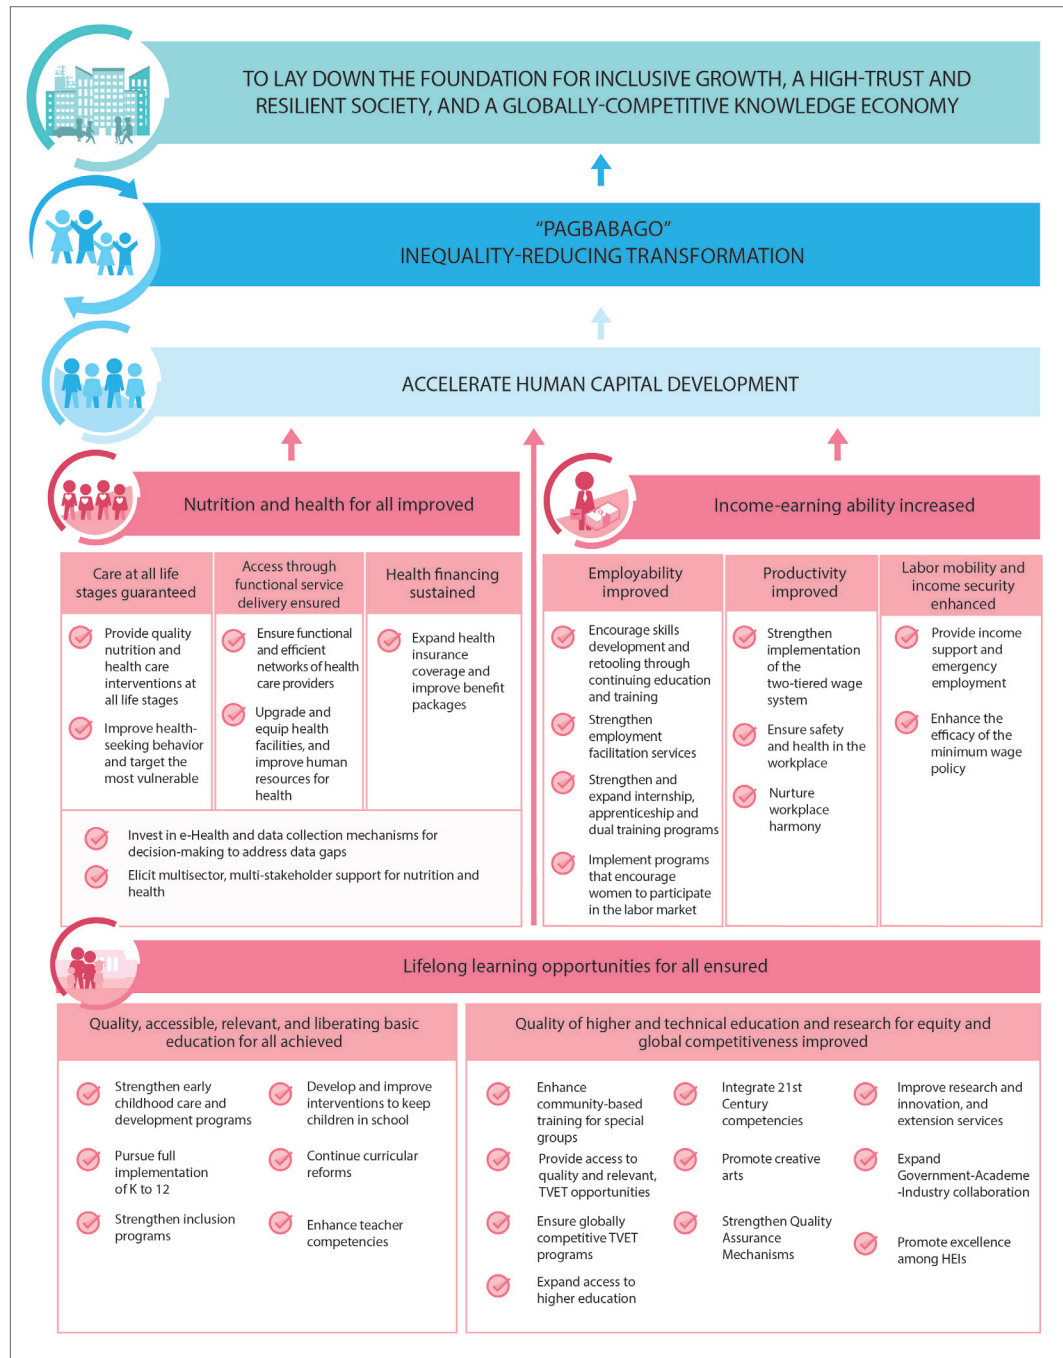 TO LAY DOWN THE FOUNDATION FOR INCLUSIVE GROWTH, A HIGH-TRUST AND
RESILIENT SOCIETY, AND A GLOBALLY-COMPETITIVE KNOWLEDGE ECONOMY
“PAGBABAGO”
INEQUALITY-REDUCING TRANSFORMATION
ACCELERATE HUMAN CAPITAL DEVELOPMENT
Nutrition and health for all improved
Care at all life
stages guaranteed
Provide quality
nutrition and
health care
interventions at
all life stages
Improve health-
seeking behavior
and target the
most vulnerable
Access through
functional service
delivery ensured
Ensure functional
and efficient
networks of health
care providers
Upgrade and
equip health
facilities, and
improve human
resources for
health
Health financing
sustained
Expand health
insurance
coverage and
improve benefit
packages
Invest in e-Health and data collection mechanisms for
decision-making to address data gaps
Elicit multisector, multi-stakeholder support for nutrition and
health
Income-earning ability increased
Employability
improved
Encourage skills
development and
retooling through
continuing education
and training
Strengthen
employment
facilitation services
Strengthen and
expand internship,
apprenticeship and
dual training programs
Implement programs
that encourage
women to participate
in the labor market
Productivity
improved
Strengthen
implementation
of the
two-tiered wage
system
Ensure safety
and health in the
workplace
Nurture
workplace
harmony
Labor mobility and
income security
enhanced
Provide income
support and
emergency
employment
Enhance the
efficacy of the
minimum wage
policy
Lifelong learning opportunities for all ensured
Quality, accessible, relevant, and liberating basic
education for all achieved
Strengthen early
childhood care and
development programs
Pursue full
implementation
of K to 12
Strengthen inclusion
programs
Develop and improve
interventions to keep
children in school
Continue curricular
reforms
Enhance teacher
competencies
Quality of higher and technical education and research for equity and
global competitiveness improved
Enhance
community-based
training for special
groups
Provide access to
quality and relevant,
TVET opportunities
Ensure globally
competitive TVET
programs
Expand access to
higher education
Integrate 21st
Century
competencies
Promote creative
arts
Strengthen Quality
Assurance
Mechanisms
Improve research and
innovation, and
extension services
Expand
Government-Academe
-Industry collaboration
Promote excellence
among HEIs